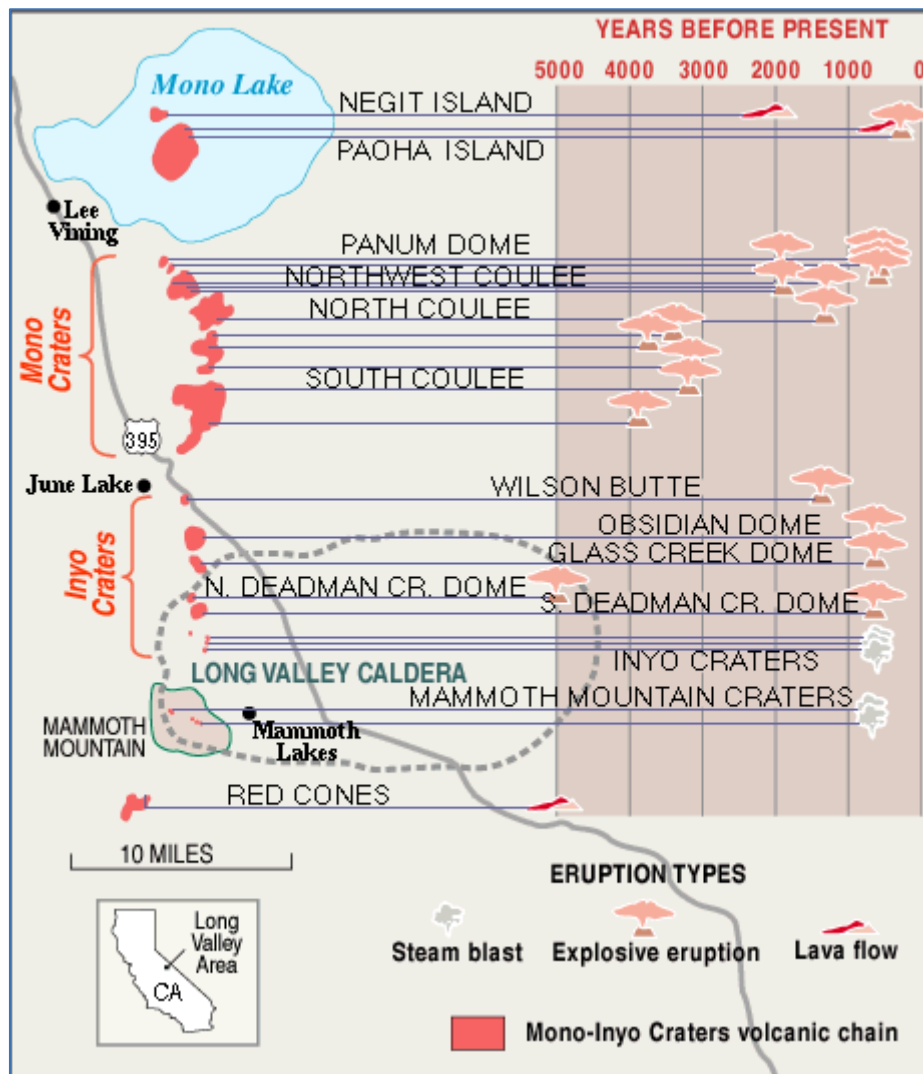 YEARS BEFORE PRESENT
5000 4000 3000 2000 1000 0
Mono Lake
NEGIT ISLAND
PAOHA ISLAND
Lee
Vining
PANUM DOME
NORTHWEST COULEE
NORTH COULEE
Mono
Craters
SOUTH COULEE
395
June Lake
WILSON BUTTE
OBSIDIAN DOME
GLASS CREEK DOME
Inyo
Craters
N. DEADMAN CR. DOME
S. DEADMAN CR. DOME
INYO CRATERS
LONG VALLEY CALDERA
MAMMOTH MOUNTAIN CRATERS
MAMMOTH
MOUNTAIN
Mammoth
Lakes
RED CONES
10 MILES
ERUPTION TYPES
Steam blast
Explosive eruption
Lava flow
Long
Valley
Area
CA
Mono-Inyo Craters volcanic chain